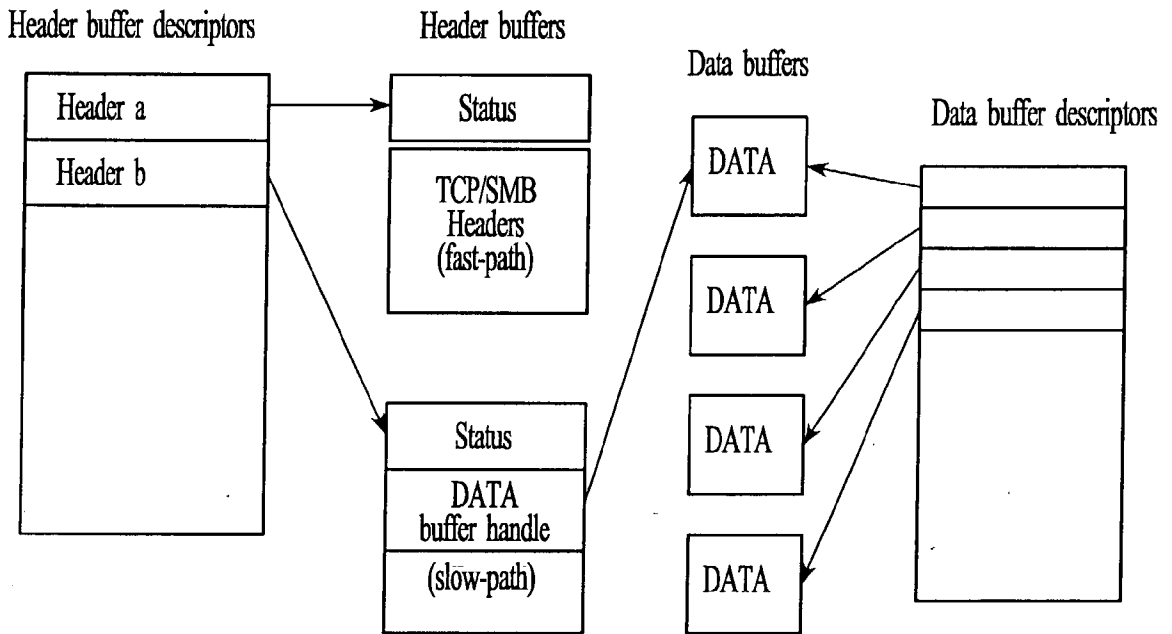 Header buffer descriptors
Header buffers
Data buffers
Data buffer descriptors
Header a
Header b
Status
TCP/SMB
Headers
(fast-path)
Status
DATA
buffer handle
(slow-path)
DATA
DATA
DATA
DATA